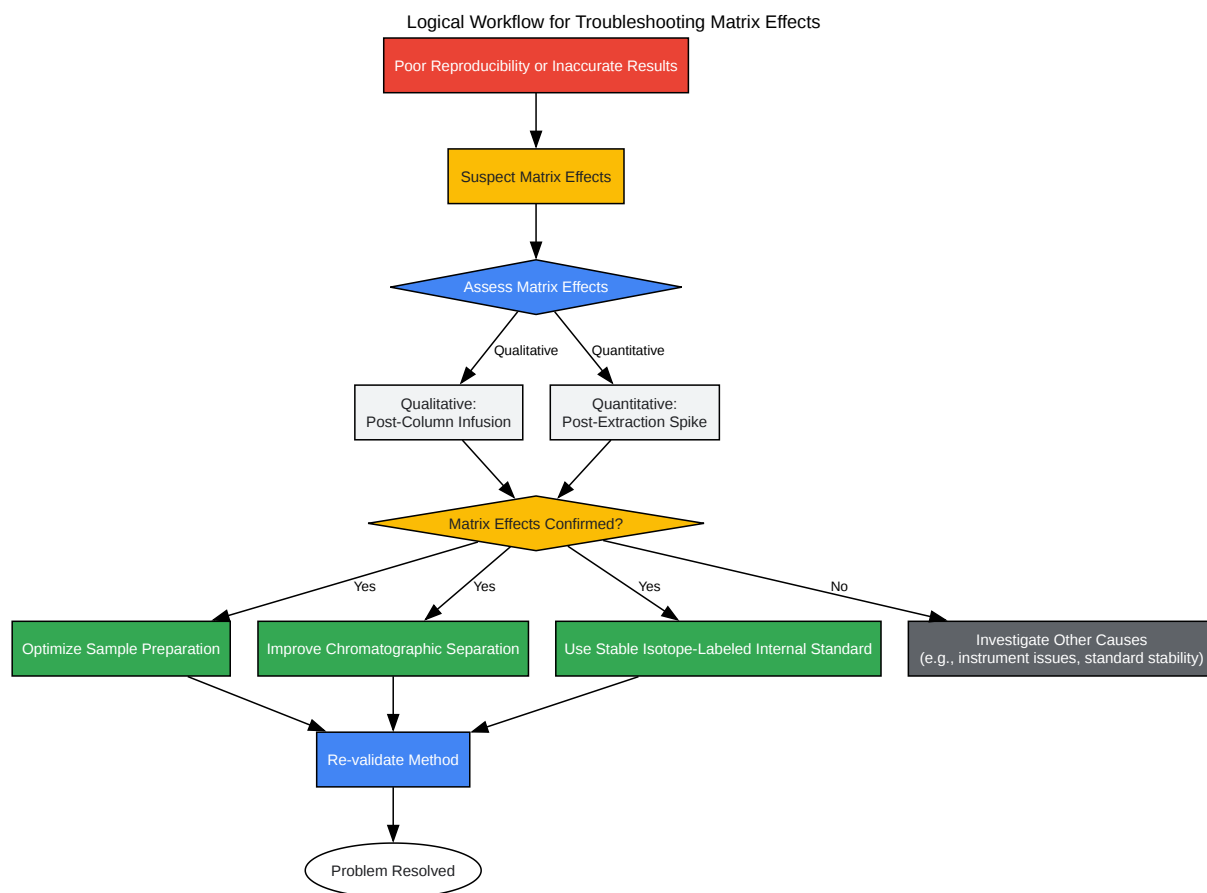 Logical Workflow for Troubleshooting Matrix Effects
Poor Reproducibility or Inaccurate Results
Suspect Matrix Effects
Assess Matrix Effects
Qualitative
Quantitative
Qualitative:
Post-Column Infusion
Quantitative:
Post-Extraction Spike
Matrix Effects Confirmed?
Yes
Yes
Yes
No
Optimize Sample Preparation
Improve Chromatographic Separation
Use Stable Isotope-Labeled Internal Standard
Investigate Other Causes
(e.g., instrument issues, standard stability)
Re-validate Method
Problem Resolved